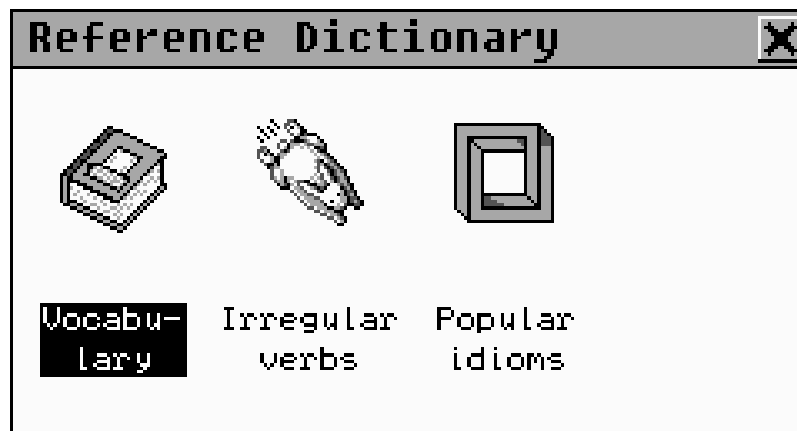 Reference Dictionary
Vocabu-
lary
Irregular
verbs
Popular
idioms